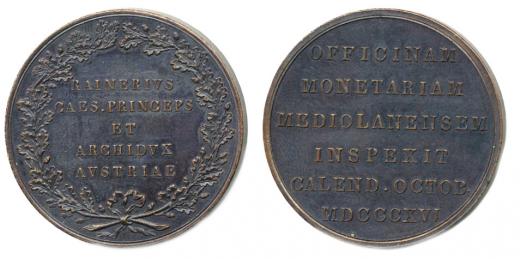 RAINERIVS
CAES. PRINCEPS
ET
ARCHIDVX
AVSTRIAE
OFFICINAM
MONETARIAM
MEDIOLANENSEM
INSPEXIT
CALEND. OCTOB.
MDCCCXVI